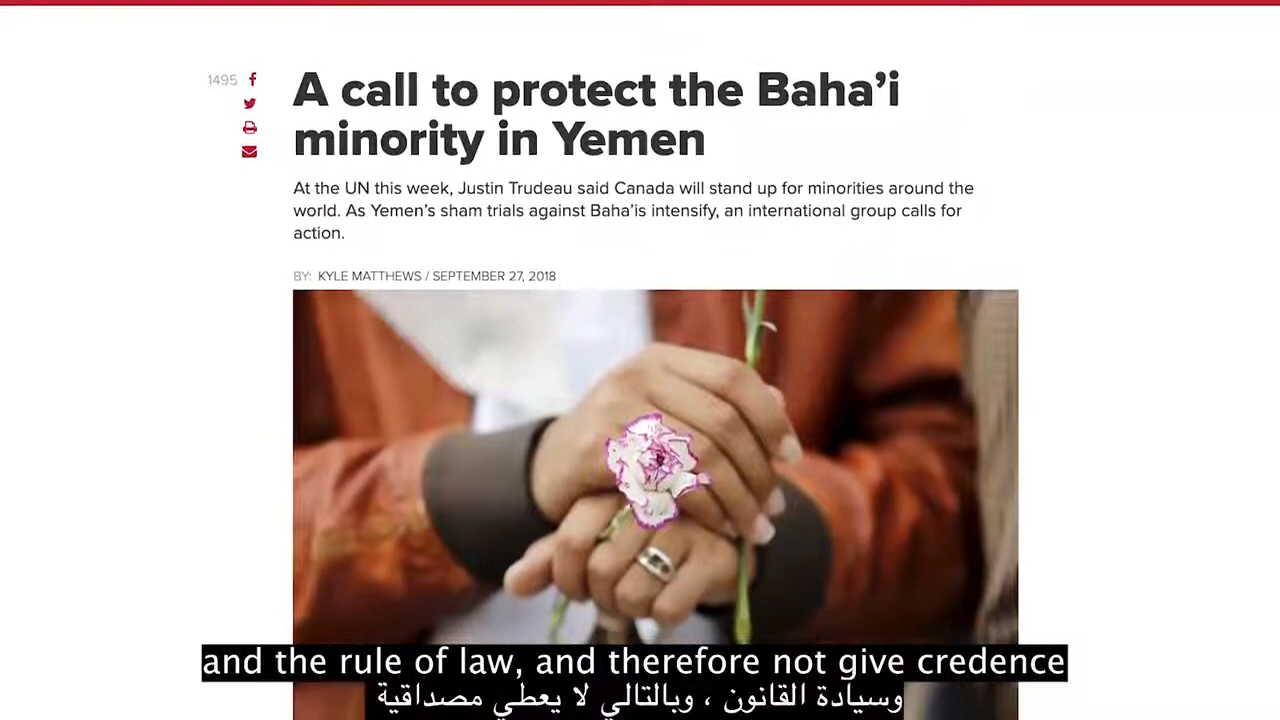 1495
A call to protect the Baha’i
minority in Yemen
At the UN this week, Justin Trudeau said Canada will stand up for minorities around the
world. As Yemen’s sham trials against Baha’is intensify, an international group calls for
action.
BY: KYLE MATTHEWS / SEPTEMBER 27, 2018
and the rule of law, and therefore not give credence
وسيادة القانون ، وبالتالي لا يعطي مصداقية